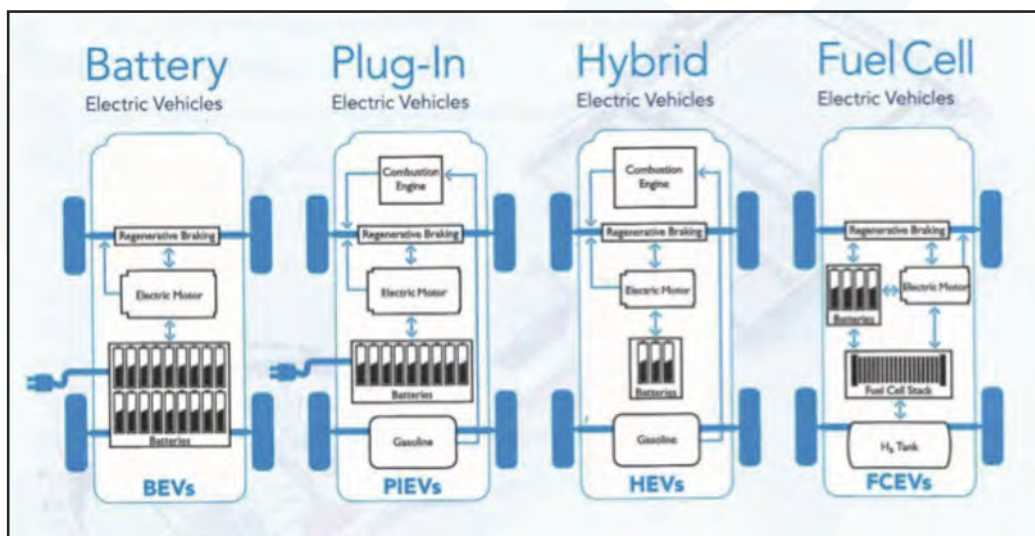 Battery
Electric Vehicles
Regenerative Braking
Electric Motor
Batteries
BEVs
Plug-In
Electric Vehicles
Combustion
Engine
Regenerative Braking
Electric Motor
Batteries
Gasoline
PIEVs
Hybrid
Electric Vehicles
Combustion
Engine
Regenerative Braking
Electric Motor
Batteries
Gasoline
HEVs
Fuel Cell
Electric Vehicles
Regenerative Braking
Batteries
Electric Motor
Fuel Cell Stack
H₂ Tank
FCEVs